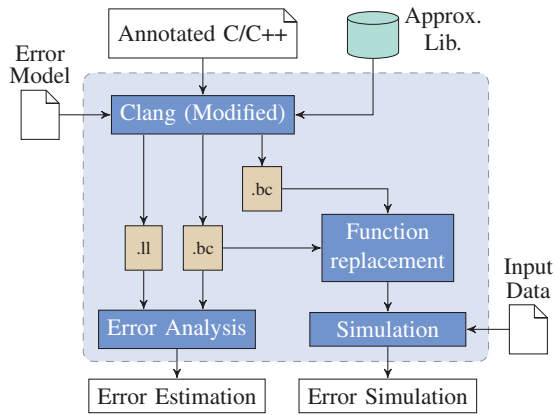 Annotated C/C++
Approx.
Lib.
Error
Model
Clang (Modified)
.bc
.ll
.bc
Function
replacement
Input
Data
Error Analysis
Simulation
Error Estimation
Error Simulation